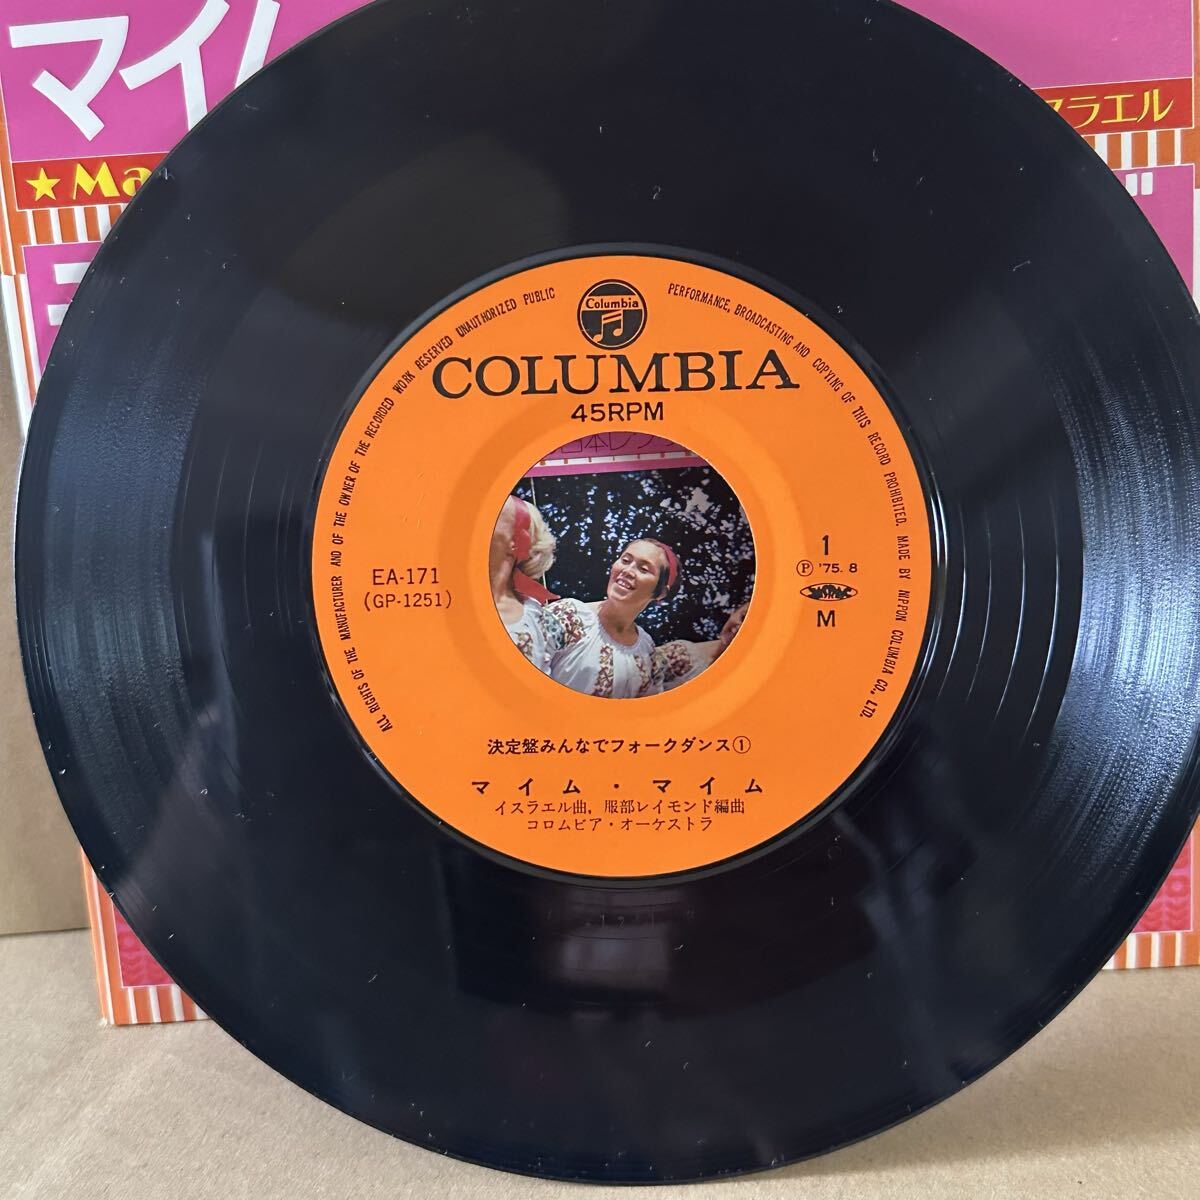 マイム
★Ma
ラエル
Columbia
COLUMBIA
45RPM
ALL RIGHTS OF THE MANUFACTURER AND OF THE OWNER OF THE RECORDED WORK RESERVED UNAUTHORIZED PUBLIC PERFORMANCE, BROADCASTING AND COPYING OF THIS RECORD PROHIBITED. MADE BY NIPPON COLUMBIA CO., LTD.
EA-171
(GP-1251)
1
Ⓟ '75. 8
JASRAC
M
決定盤みんなでフォークダンス①
マイム・マイム
イスラエル曲, 服部レイモンド編曲
コロムビア・オーケストラ